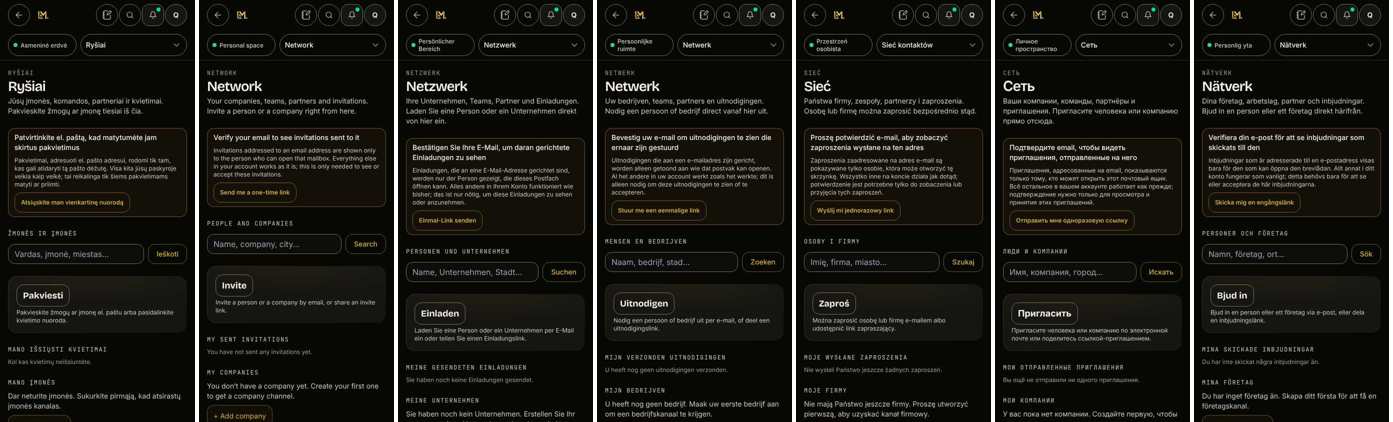 LM.
Q
Asmeninė erdvė
Ryšiai
RYŠIAI
Ryšiai
Jūsų įmonės, komandos, partneriai ir kvietimai.
Pakvieskite žmogų ar įmonę tiesiai iš čia.
Patvirtinkite el. paštą, kad matytumėte jam
skirtus pakvietimus
Pakvietimai, adresuoti el. pašto adresui, rodomi tik tam,
kas gali atidaryti tą pašto dėžutę. Visa kita jūsų paskyroje
veikia kaip veikė; tai reikalinga tik šiems pakvietimams
matyti ar priimti.
Atsiųskite man vienkartinę nuorodą
ŽMONĖS IR ĮMONĖS
Vardas, įmonė, miestas...
Ieškoti
Pakviesti
Pakvieskite žmogų ar įmonę el. paštu arba pasidalinkite
kvietimo nuoroda.
MANO IŠSIŲSTI KVIETIMAI
Kol kas kvietimų neišsiuntėte.
MANO ĮMONĖS
Dar neturite įmonės. Sukurkite pirmąją, kad atsirastų
įmonės kanalas.
LM.
Q
Personal space
Network
NETWORK
Network
Your companies, teams, partners and invitations.
Invite a person or a company right from here.
Verify your email to see invitations sent to it
Invitations addressed to an email address are shown only
to the person who can open that mailbox. Everything else
in your account works as it is; this is only needed to see or
accept these invitations.
Send me a one-time link
PEOPLE AND COMPANIES
Name, company, city...
Search
Invite
Invite a person or a company by email, or share an invite
link.
MY SENT INVITATIONS
You have not sent any invitations yet.
MY COMPANIES
You don't have a company yet. Create your first one
to get a company channel.
+ Add company
LM.
Q
Persönlicher
Bereich
Netzwerk
NETZWERK
Netzwerk
Ihre Unternehmen, Teams, Partner und Einladungen.
Laden Sie eine Person oder ein Unternehmen direkt
von hier ein.
Bestätigen Sie Ihre E-Mail, um daran gerichtete
Einladungen zu sehen
Einladungen, die an eine E-Mail-Adresse gerichtet sind,
werden nur der Person gezeigt, die dieses Postfach
öffnen kann. Alles andere in Ihrem Konto funktioniert wie
bisher; dies ist nur nötig, um diese Einladungen zu sehen
oder anzunehmen.
Einmal-Link senden
PERSONEN UND UNTERNEHMEN
Name, Unternehmen, Stadt...
Suchen
Einladen
Laden Sie eine Person oder ein Unternehmen per E-Mail
ein oder teilen Sie einen Einladungslink.
MEINE GESENDETEN EINLADUNGEN
Sie haben noch keine Einladungen gesendet.
MEINE UNTERNEHMEN
Sie haben noch kein Unternehmen. Erstellen Sie Ihr
LM.
Q
Persoonlijke
ruimte
Netwerk
NETWERK
Netwerk
Uw bedrijven, teams, partners en uitnodigingen.
Nodig een persoon of bedrijf direct vanaf hier uit.
Bevestig uw e-mail om uitnodigingen te zien die
ernaar zijn gestuurd
Uitnodigingen die aan een e-mailadres zijn gericht,
worden alleen getoond aan wie dat postvak kan openen.
Al het andere in uw account werkt zoals het werkte; dit is
alleen nodig om deze uitnodigingen te zien of te
accepteren.
Stuur me een eenmalige link
MENSEN EN BEDRIJVEN
Naam, bedrijf, stad...
Zoeken
Uitnodigen
Nodig een persoon of bedrijf uit per e-mail, of deel een
uitnodigingslink.
MIJN VERZONDEN UITNODIGINGEN
U heeft nog geen uitnodigingen verzonden.
MIJN BEDRIJVEN
U heeft nog geen bedrijf. Maak uw eerste bedrijf aan
om een bedrijfskanaal te krijgen.
LM.
Q
Przestrzeń
osobista
Sieć kontaktów
SIEĆ
Sieć
Państwa firmy, zespoły, partnerzy i zaproszenia.
Osobę lub firmę można zaprosić bezpośrednio stąd.
Proszę potwierdzić e-mail, aby zobaczyć
zaproszenia wysłane na ten adres
Zaproszenia zaadresowane na adres e-mail są
pokazywane tylko osobie, która może otworzyć tę
skrzynkę. Wszystko inne na koncie działa jak dotąd;
potwierdzenie jest potrzebne tylko do zobaczenia lub
przyjęcia tych zaproszeń.
Wyślij mi jednorazowy link
OSOBY I FIRMY
Imię, firma, miasto...
Szukaj
Zaproś
Można zaprosić osobę lub firmę e-mailem albo
udostępnić link zapraszający.
MOJE WYSŁANE ZAPROSZENIA
Nie wysłali Państwo jeszcze żadnych zaproszeń.
MOJE FIRMY
Nie mają Państwo jeszcze firmy. Proszę utworzyć
pierwszą, aby uzyskać kanał firmowy.
LM.
Q
Личное
пространство
Сеть
СЕТЬ
Сеть
Ваши компании, команды, партнёры и
приглашения. Пригласите человека или компанию
прямо отсюда.
Подтвердите email, чтобы видеть
приглашения, отправленные на него
Приглашения, адресованные на email, показываются
только тому, кто может открыть этот почтовый ящик.
Всё остальное в вашем аккаунте работает как прежде;
подтверждение нужно только для просмотра и
принятия этих приглашений.
Отправить мне одноразовую ссылку
ЛЮДИ И КОМПАНИИ
Имя, компания, город...
Искать
Пригласить
Пригласите человека или компанию по электронной
почте или поделитесь ссылкой-приглашением.
МОИ ОТПРАВЛЕННЫЕ ПРИГЛАШЕНИЯ
Вы ещё не отправили ни одного приглашения.
МОИ КОМПАНИИ
У вас пока нет компании. Создайте первую, чтобы
LM.
Q
Personlig yta
Nätverk
NÄTVERK
Nätverk
Dina företag, arbetslag, partner och inbjudningar.
Bjud in en person eller ett företag direkt härifrån.
Verifiera din e-post för att se inbjudningar som
skickats till den
Inbjudningar som är adresserade till en e-postadress visas
bara för den som kan öppna den brevlådan. Allt annat i ditt
konto fungerar som vanligt; detta behövs bara för att se
eller acceptera de här inbjudningarna.
Skicka mig en engångslänk
PERSONER OCH FÖRETAG
Namn, företag, ort...
Sök
Bjud in
Bjud in en person eller ett företag via e-post, eller dela
en inbjudningslänk.
MINA SKICKADE INBJUDNINGAR
Du har inte skickat några inbjudningar än.
MINA FÖRETAG
Du har inget företag än. Skapa ditt första för att få en
företagskanal.